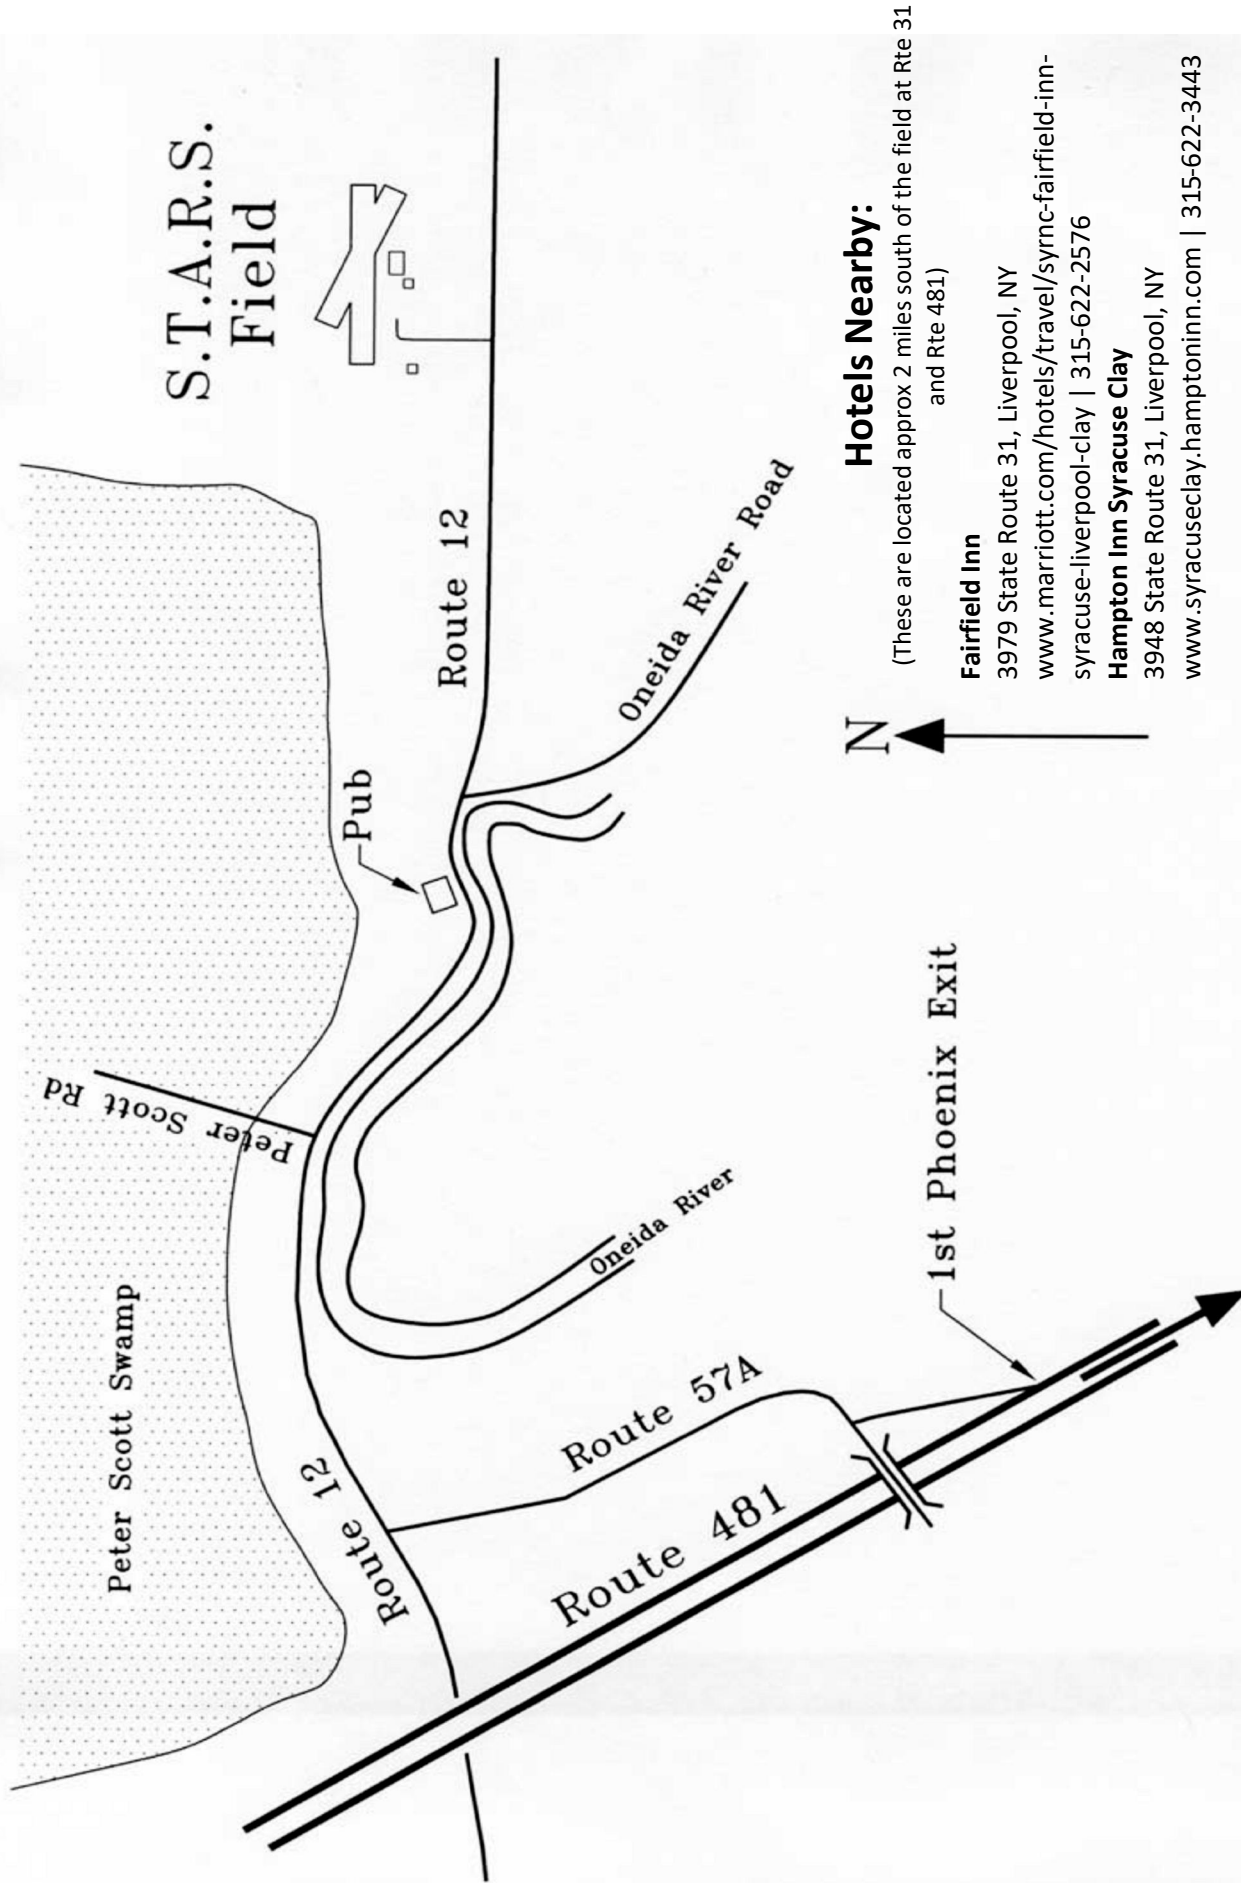 S.T.A.R.S.
Field
Peter Scott Swamp
Peter Scott Rd
Pub
Route 12
Route 12
Oneida River Road
Oneida River
Route 57A
Route 481
1st Phoenix Exit
N
Hotels Nearby:
(These are located approx 2 miles south of the field at Rte 31
and Rte 481)
Fairfield Inn
3979 State Route 31, Liverpool, NY
www.marriott.com/hotels/travel/syrnc-fairfield-inn-
syracuse-liverpool-clay | 315-622-2576
Hampton Inn Syracuse Clay
3948 State Route 31, Liverpool, NY
www.syracuseclay.hamptoninn.com | 315-622-3443